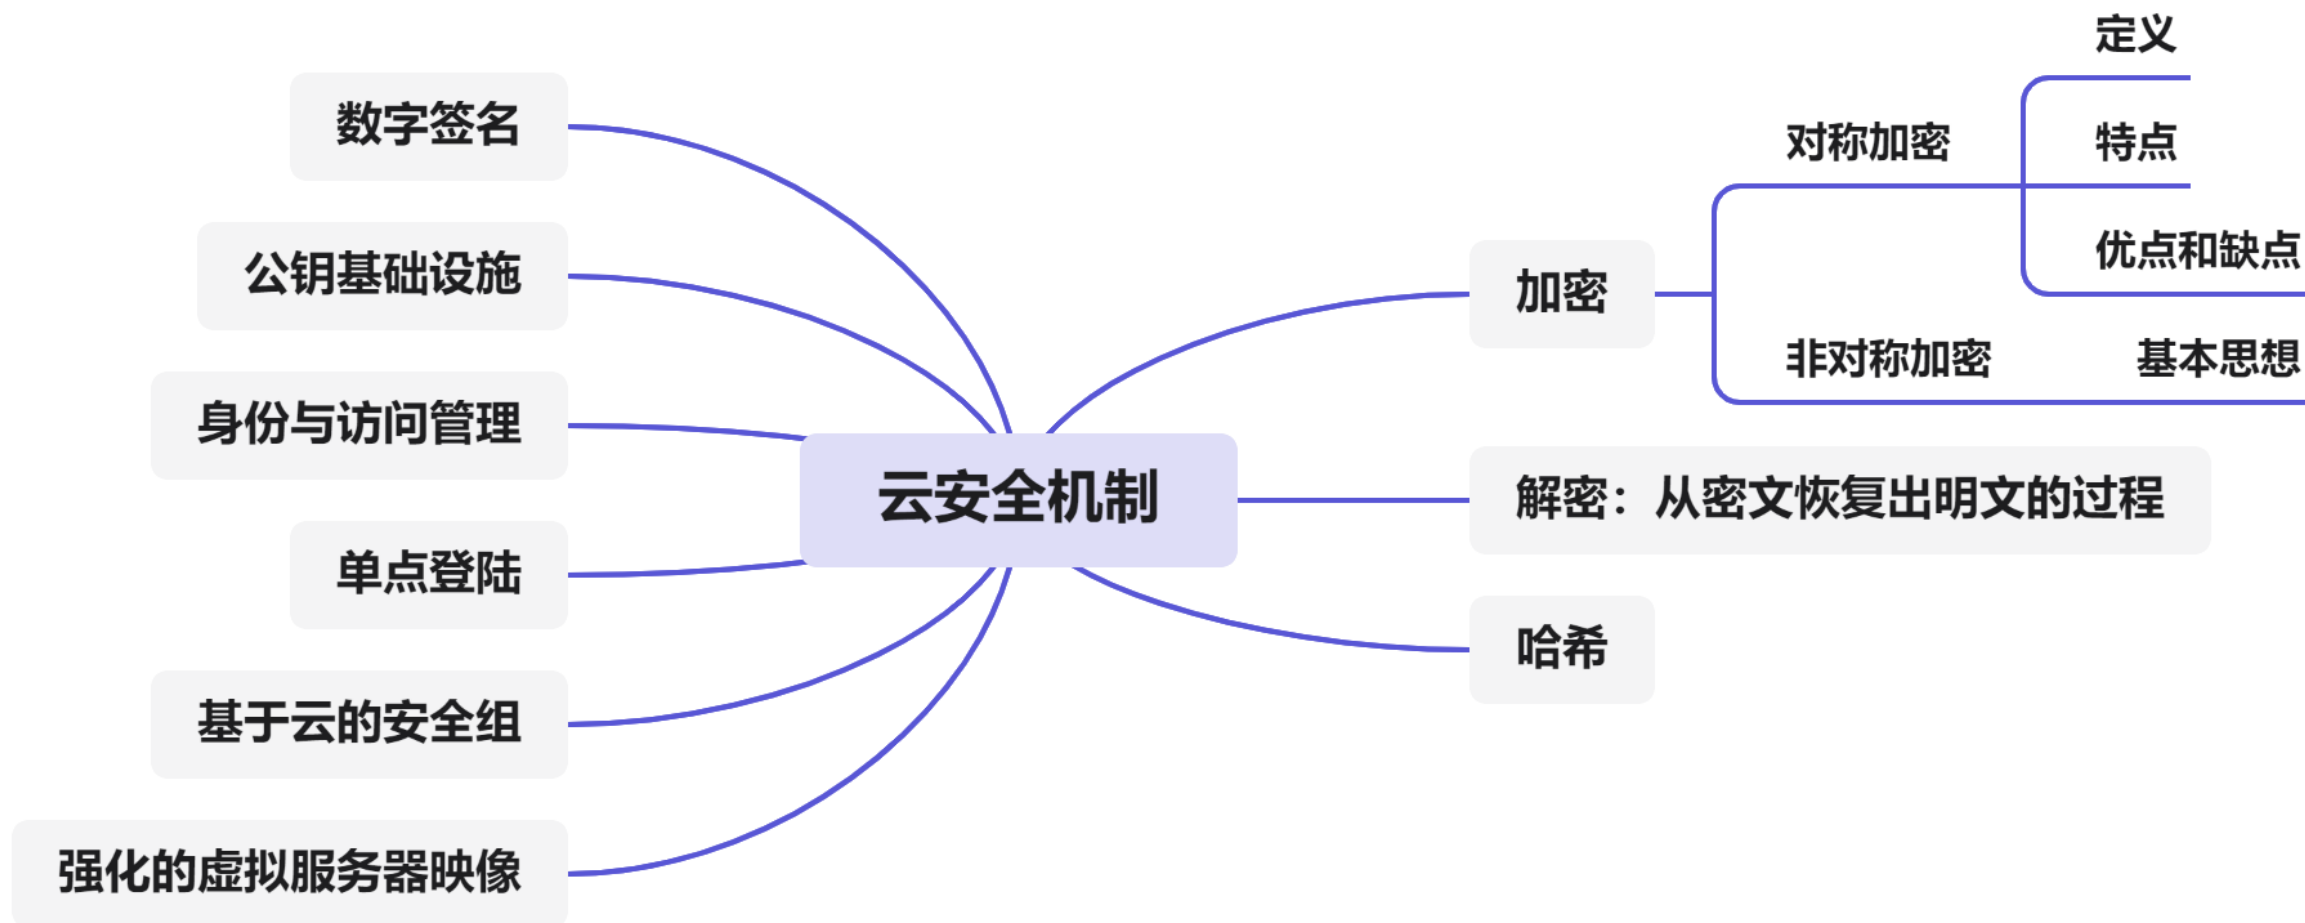 云安全机制
加密
对称加密
定义
特点
优点和缺点
非对称加密
基本思想
解密：从密文恢复出明文的过程
哈希
数字签名
公钥基础设施
身份与访问管理
单点登陆
基于云的安全组
强化的虚拟服务器映像